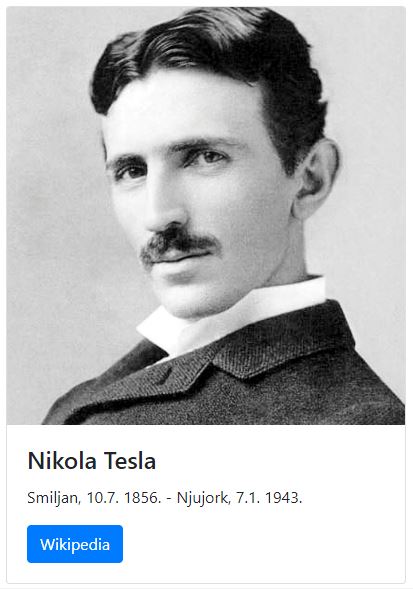 Nikola Tesla
Smiljan, 10.7. 1856. - Njujork, 7.1. 1943.
Wikipedia